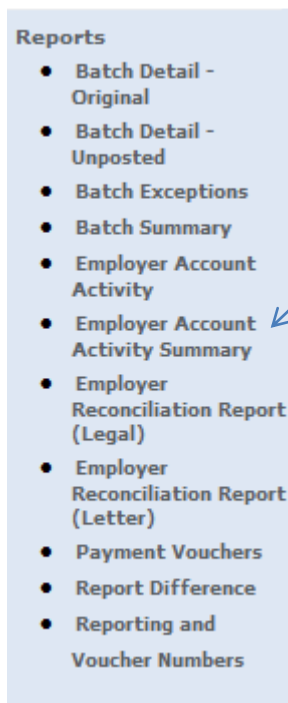 Reports
• Batch Detail -
Original
• Batch Detail -
Unposted
• Batch Exceptions
• Batch Summary
• Employer Account
Activity
• Employer Account
Activity Summary
• Employer
Reconciliation Report
(Legal)
• Employer
Reconciliation Report
(Letter)
• Payment Vouchers
• Report Difference
• Reporting and
Voucher Numbers